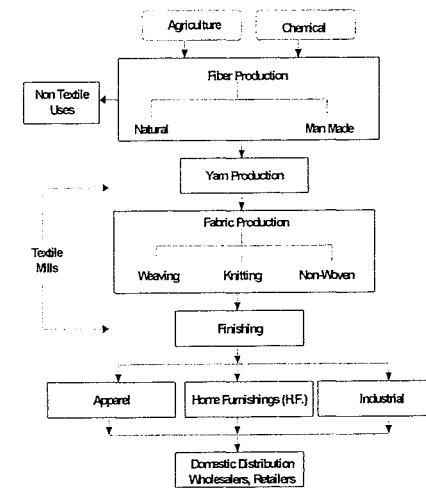 Agriculture
Chemical
Fiber Production
Non Textile
Uses
Natural
Man Made
Yarn Production
Fabric Production
Textile
Mills
Weaving
Knitting
Non-Woven
Finishing
Apparel
Home Furnishings (H.F.)
Industrial
Domestic Distribution
Wholesalers, Retailers